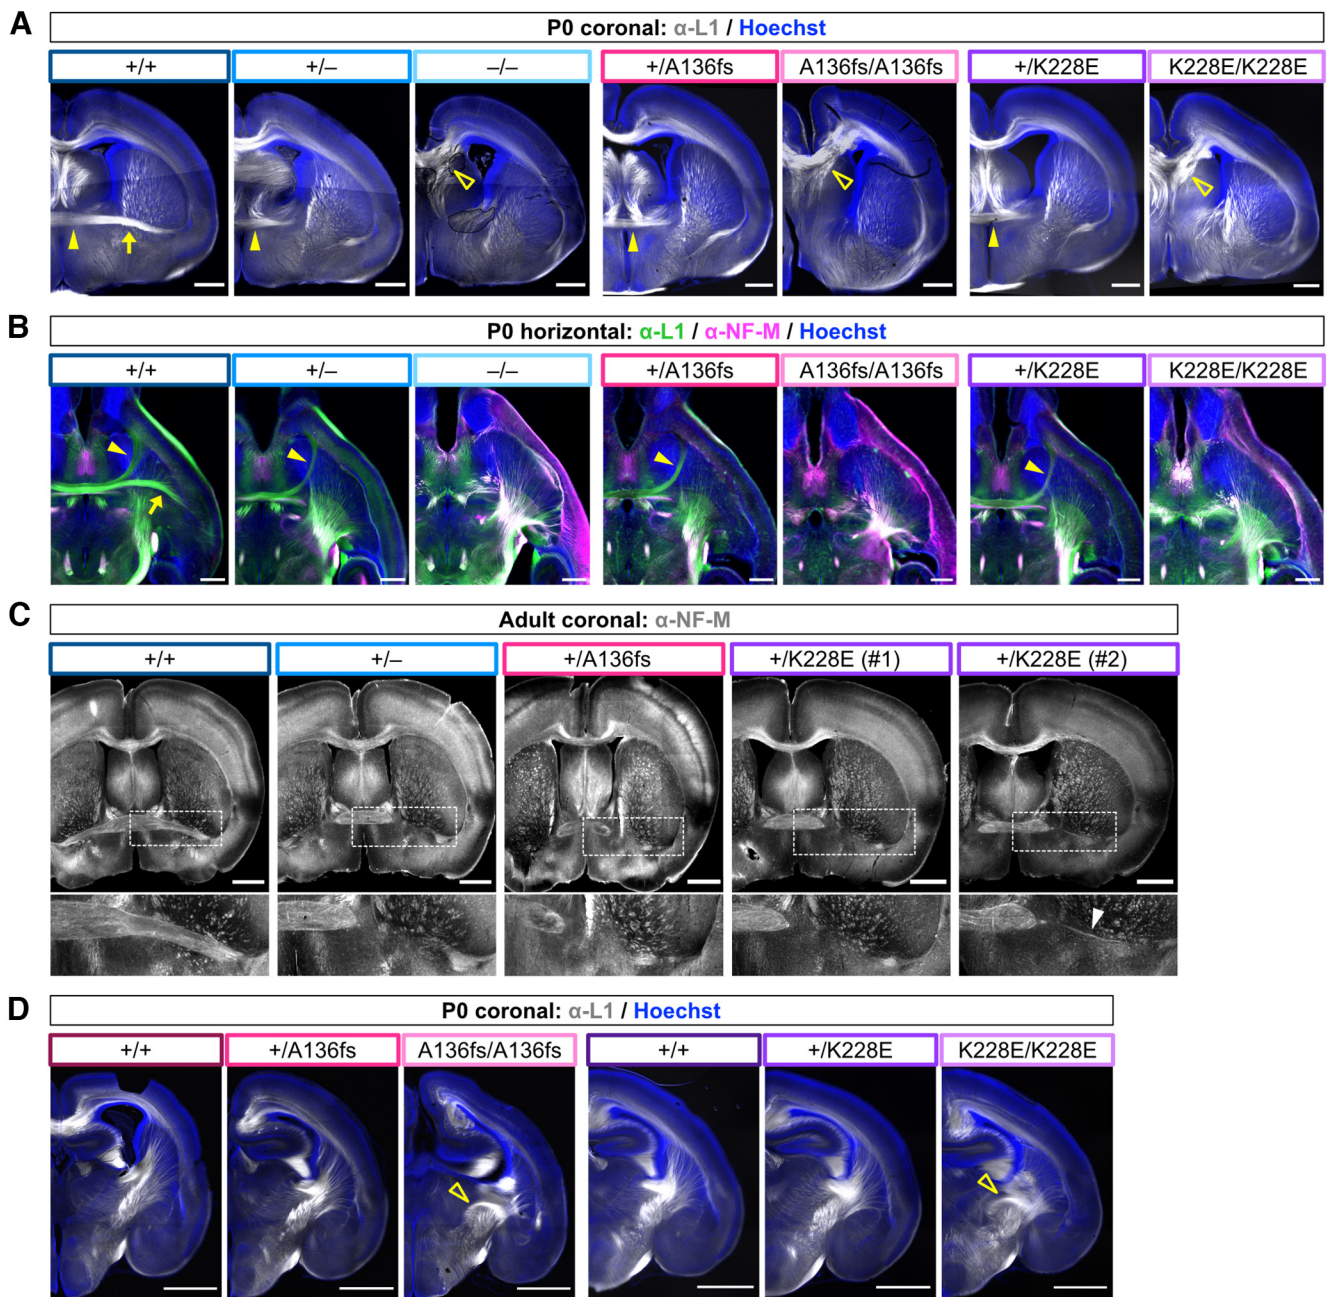 A
P0 coronal: α-L1 / Hoechst
+/+ +/– –/– +/A136fs A136fs/A136fs +/K228E K228E/K228E
B
P0 horizontal: α-L1 / α-NF-M / Hoechst
+/+ +/– –/– +/A136fs A136fs/A136fs +/K228E K228E/K228E
C
Adult coronal: α-NF-M
+/+ +/– +/A136fs +/K228E (#1) +/K228E (#2)
D
P0 coronal: α-L1 / Hoechst
+/+ +/A136fs A136fs/A136fs +/+ +/K228E K228E/K228E